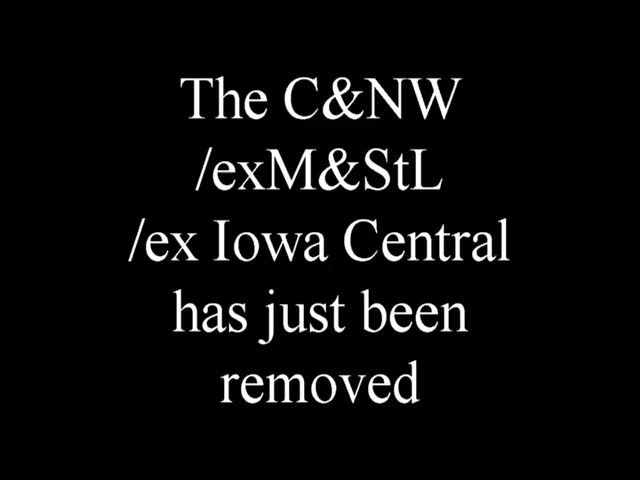 The C&NW
/exM&StL
/ex Iowa Central
has just been
removed